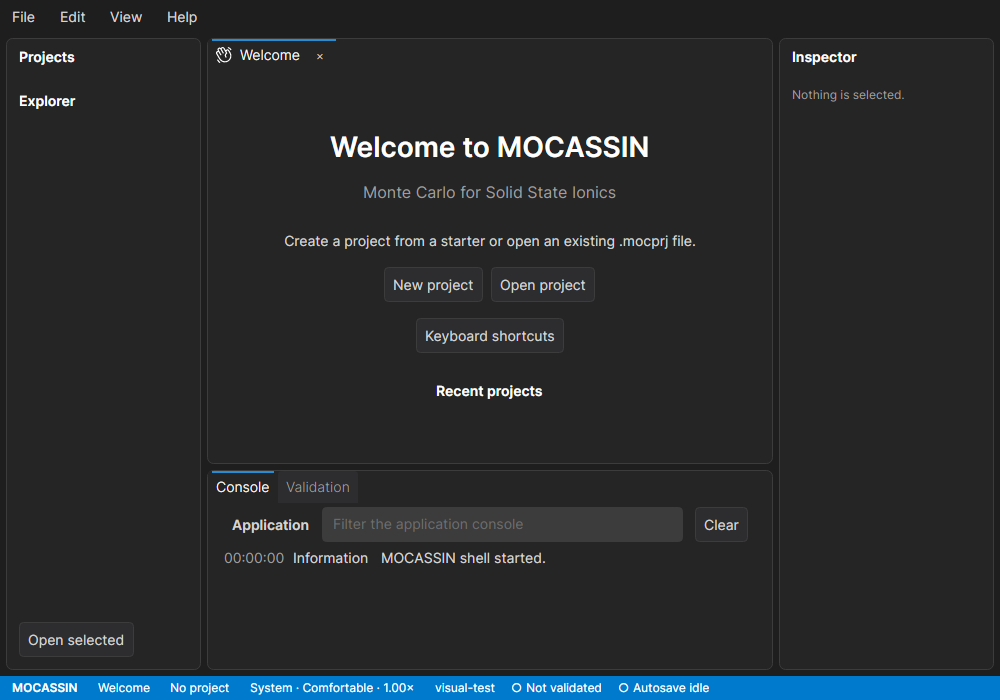 File Edit View Help
Projects
Explorer
Open selected
Welcome ×
Welcome to MOCASSIN
Monte Carlo for Solid State Ionics
Create a project from a starter or open an existing .mocprj file.
New project Open project
Keyboard shortcuts
Recent projects
Console Validation
Application Filter the application console Clear
00:00:00 Information MOCASSIN shell started.
Inspector
Nothing is selected.
MOCASSIN Welcome No project System · Comfortable · 1.00× visual-test Not validated Autosave idle